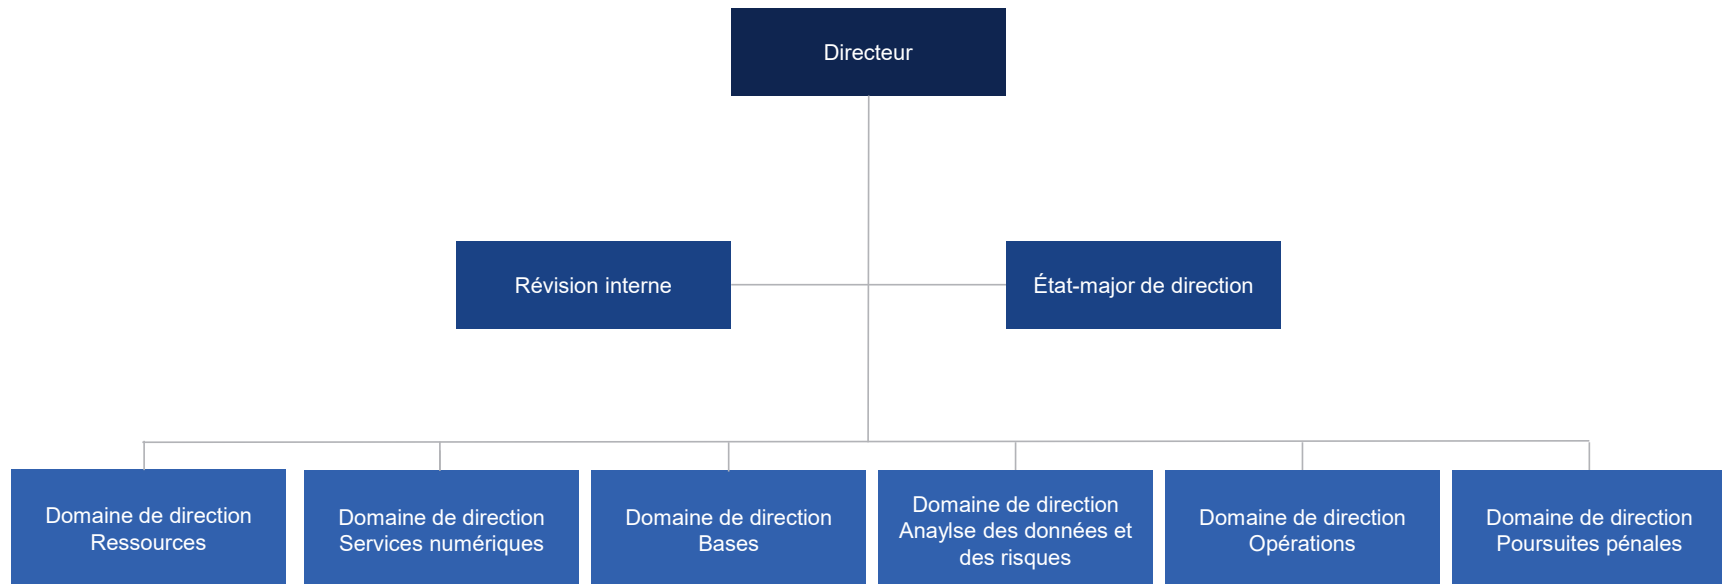 Directeur
Révision interne
État-major de direction
Domaine de direction
Ressources
Domaine de direction
Services numériques
Domaine de direction
Bases
Domaine de direction
Anaylse des données et
des risques
Domaine de direction
Opérations
Domaine de direction
Poursuites pénales